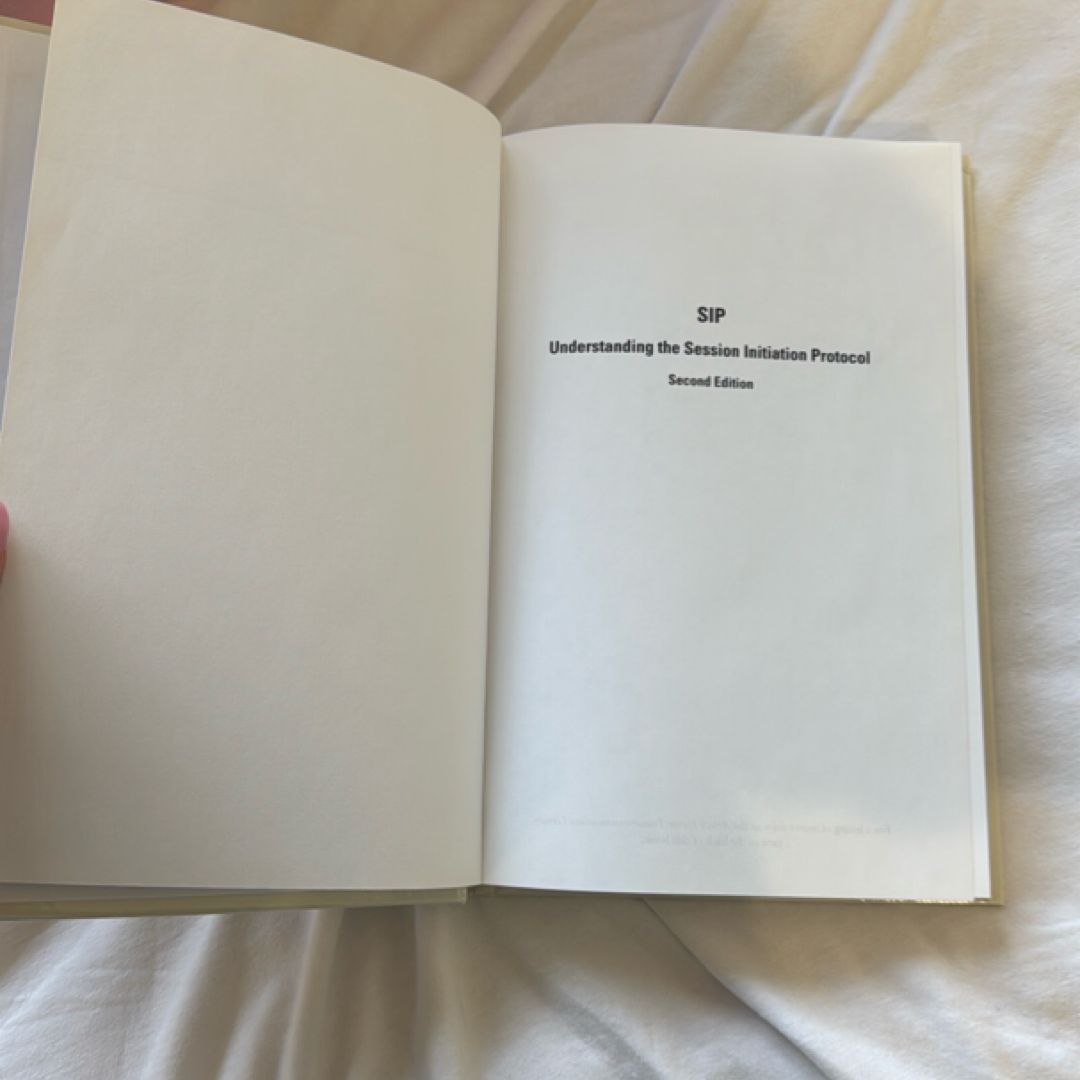 SIP
Understanding the Session Initiation Protocol
Second Edition